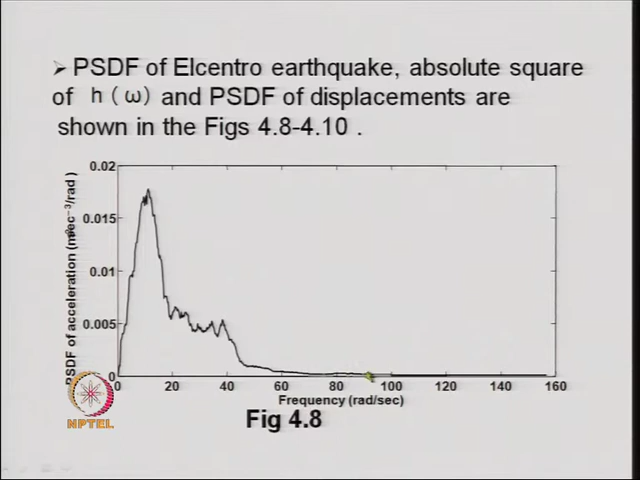 ➢ PSDF of Elcentro earthquake, absolute square
of h(ω) and PSDF of displacements are
shown in the Figs 4.8-4.10 .
0.02
0.015
0.01
0.005
0
PSDF of acceleration
0 20 40 60 80 100 120 140 160
Frequency (rad/sec)
Fig 4.8
NPTEL